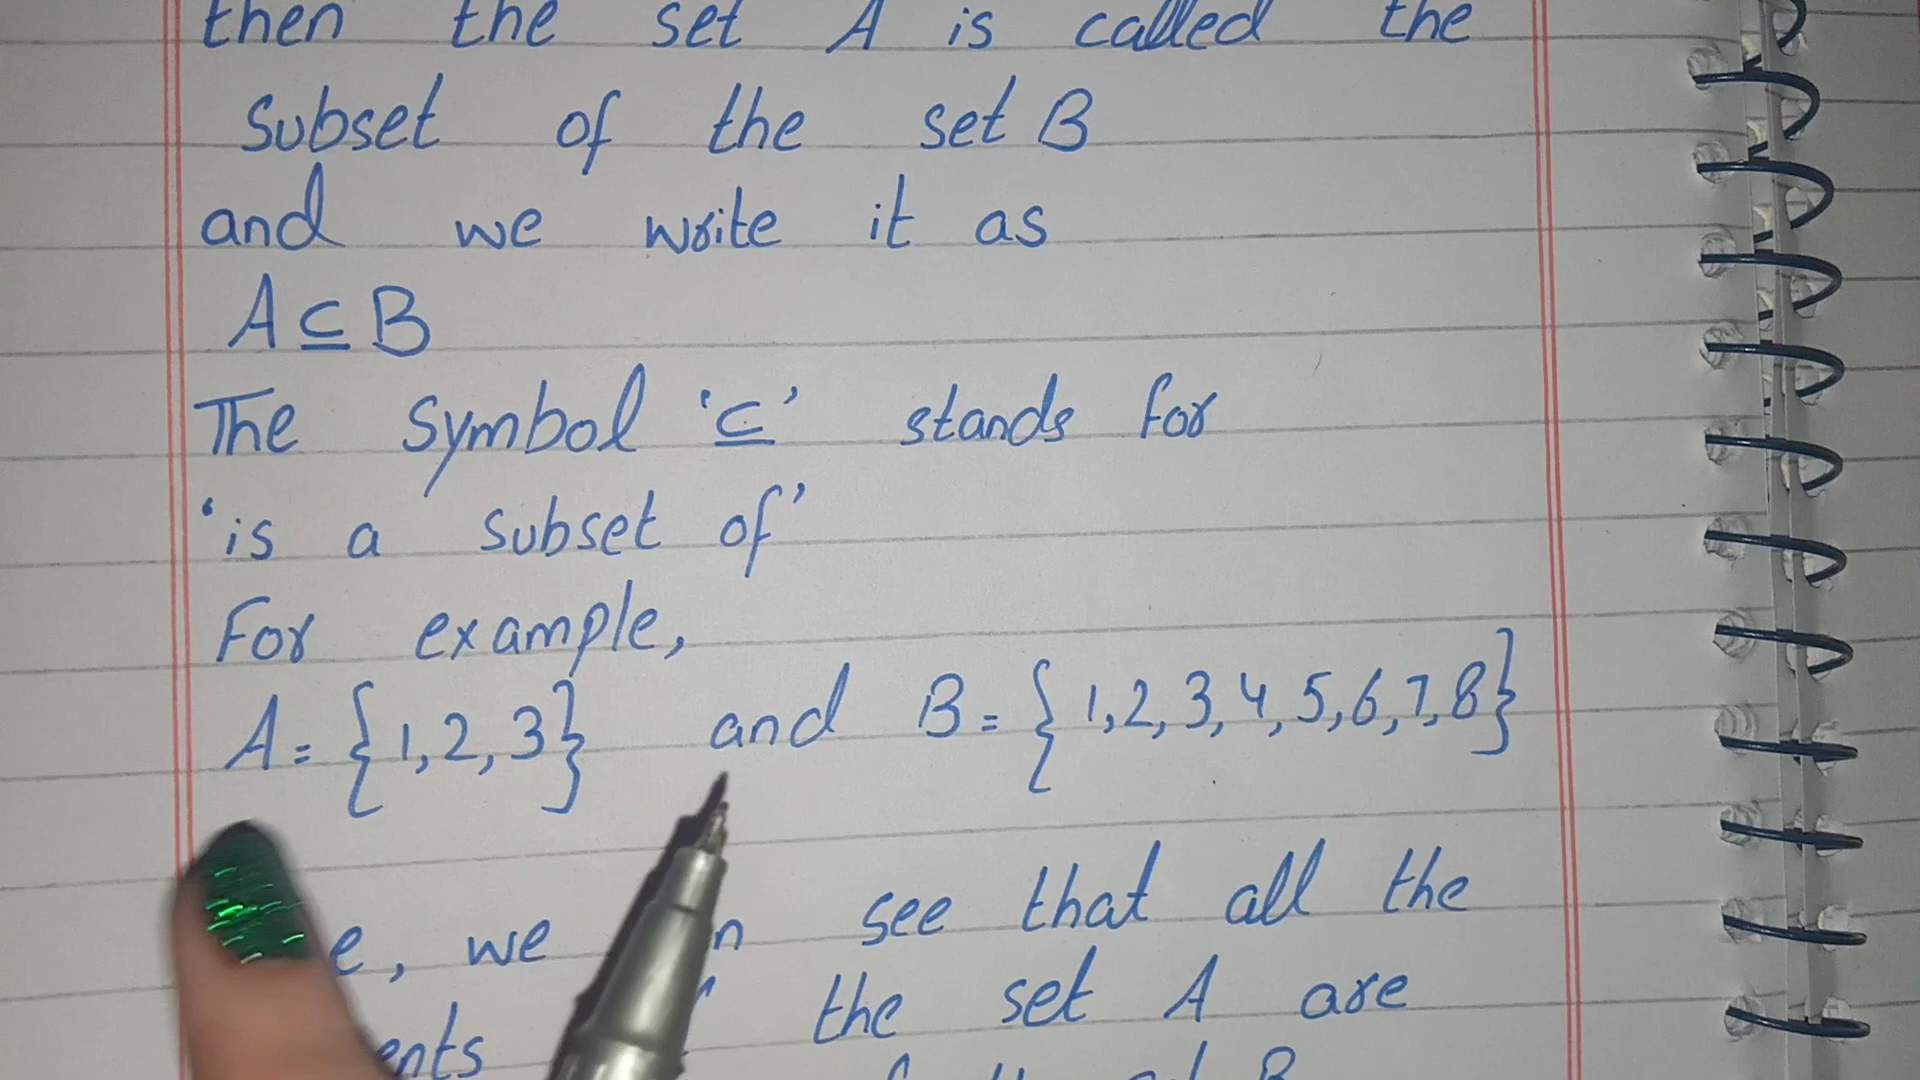 then the set A is called the
subset of the set B
and we write it as
A ⊆ B
The symbol '⊆' stands for
'is a subset of'
For example,
A = {1, 2, 3} and B = {1, 2, 3, 4, 5, 6, 7, 8}
we see that all the
the set A are
B